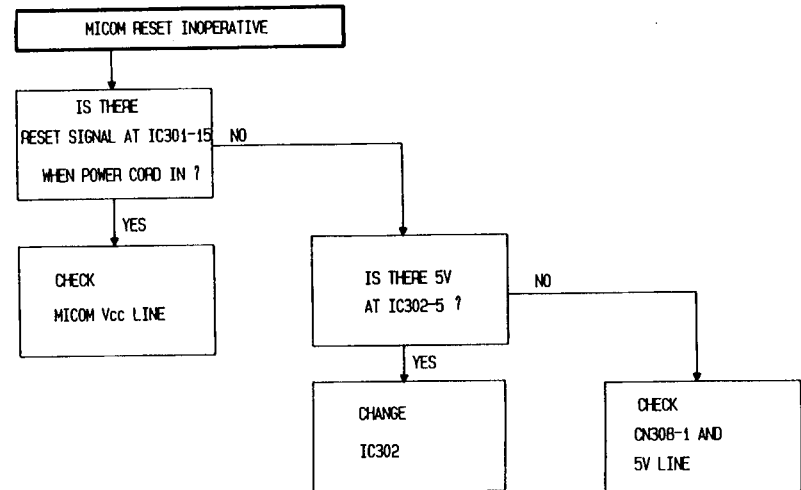 MICOM RESET INOPERATIVE
IS THERE
RESET SIGNAL AT IC301-15
WHEN POWER CORD IN ?
NO
YES
CHECK
MICOM Vcc LINE
IS THERE 5V
AT IC302-5 ?
NO
YES
CHANGE
IC302
CHECK
CN308-1 AND
5V LINE